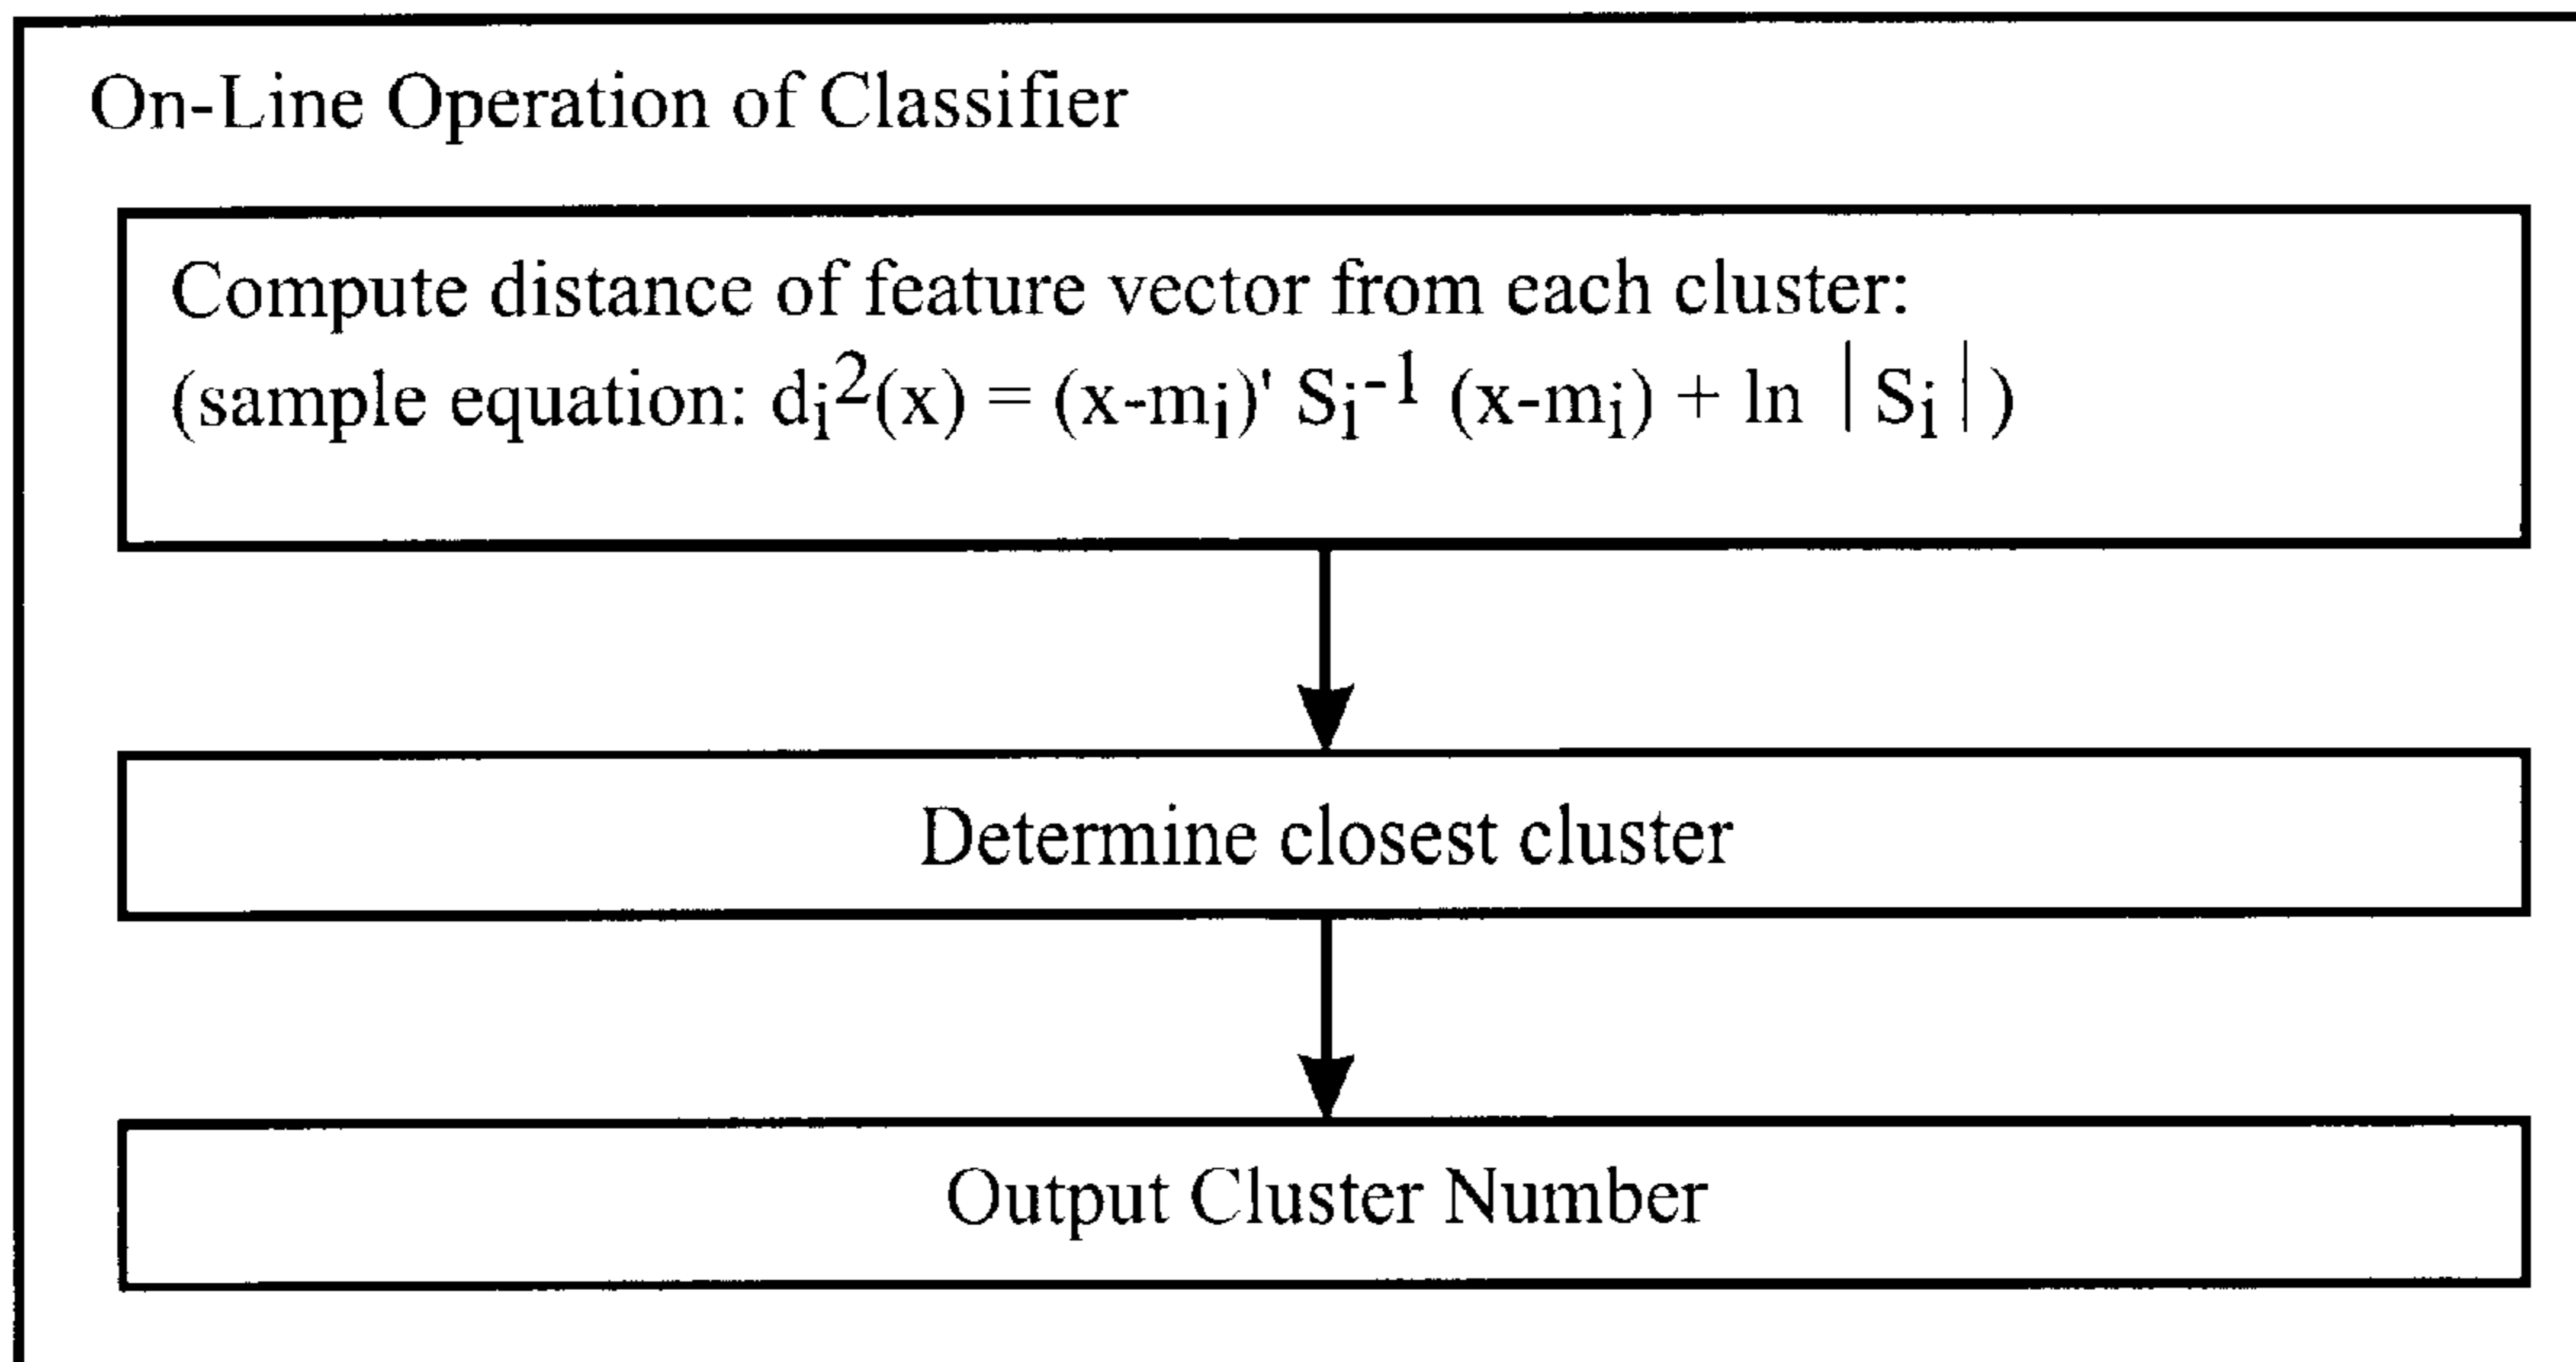 On-Line Operation of Classifier
Compute distance of feature vector from each cluster:
(sample equation: dᵢ²(x) = (x-mᵢ)' Sᵢ⁻¹ (x-mᵢ) + ln |Sᵢ|)
Determine closest cluster
Output Cluster Number